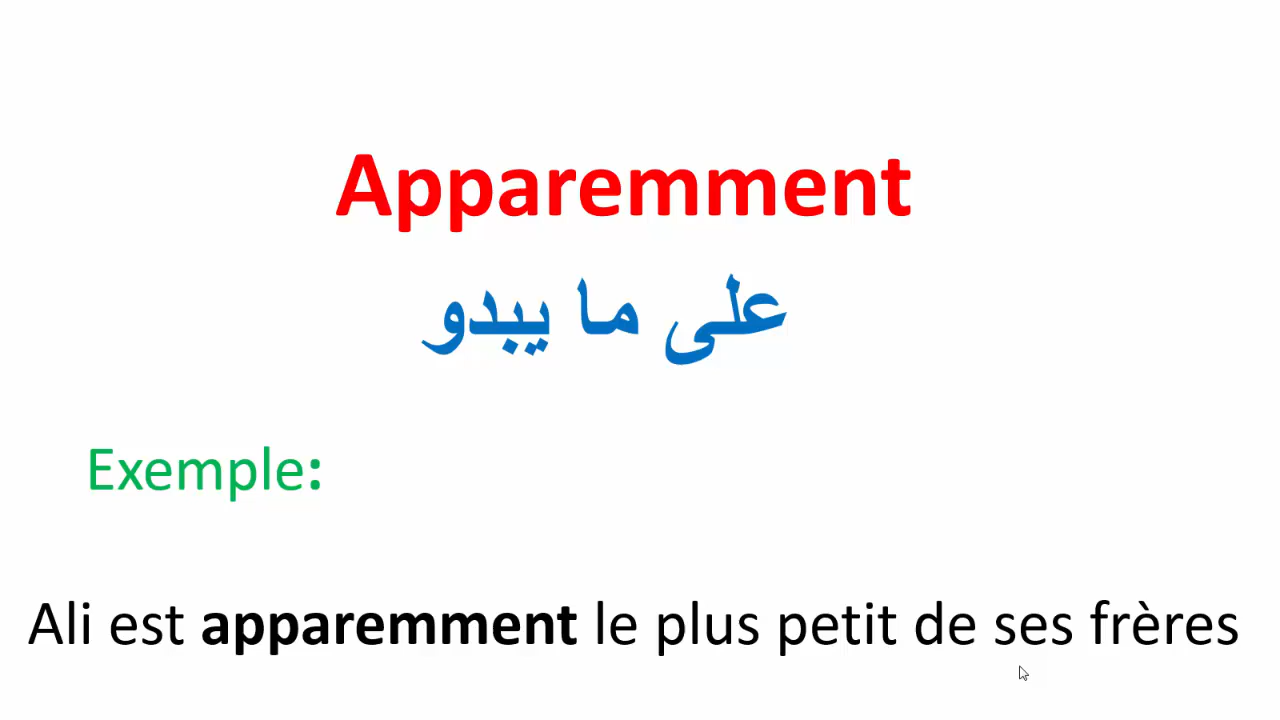 Apparemment
على ما يبدو
Exemple:
Ali est apparemment le plus petit de ses frères